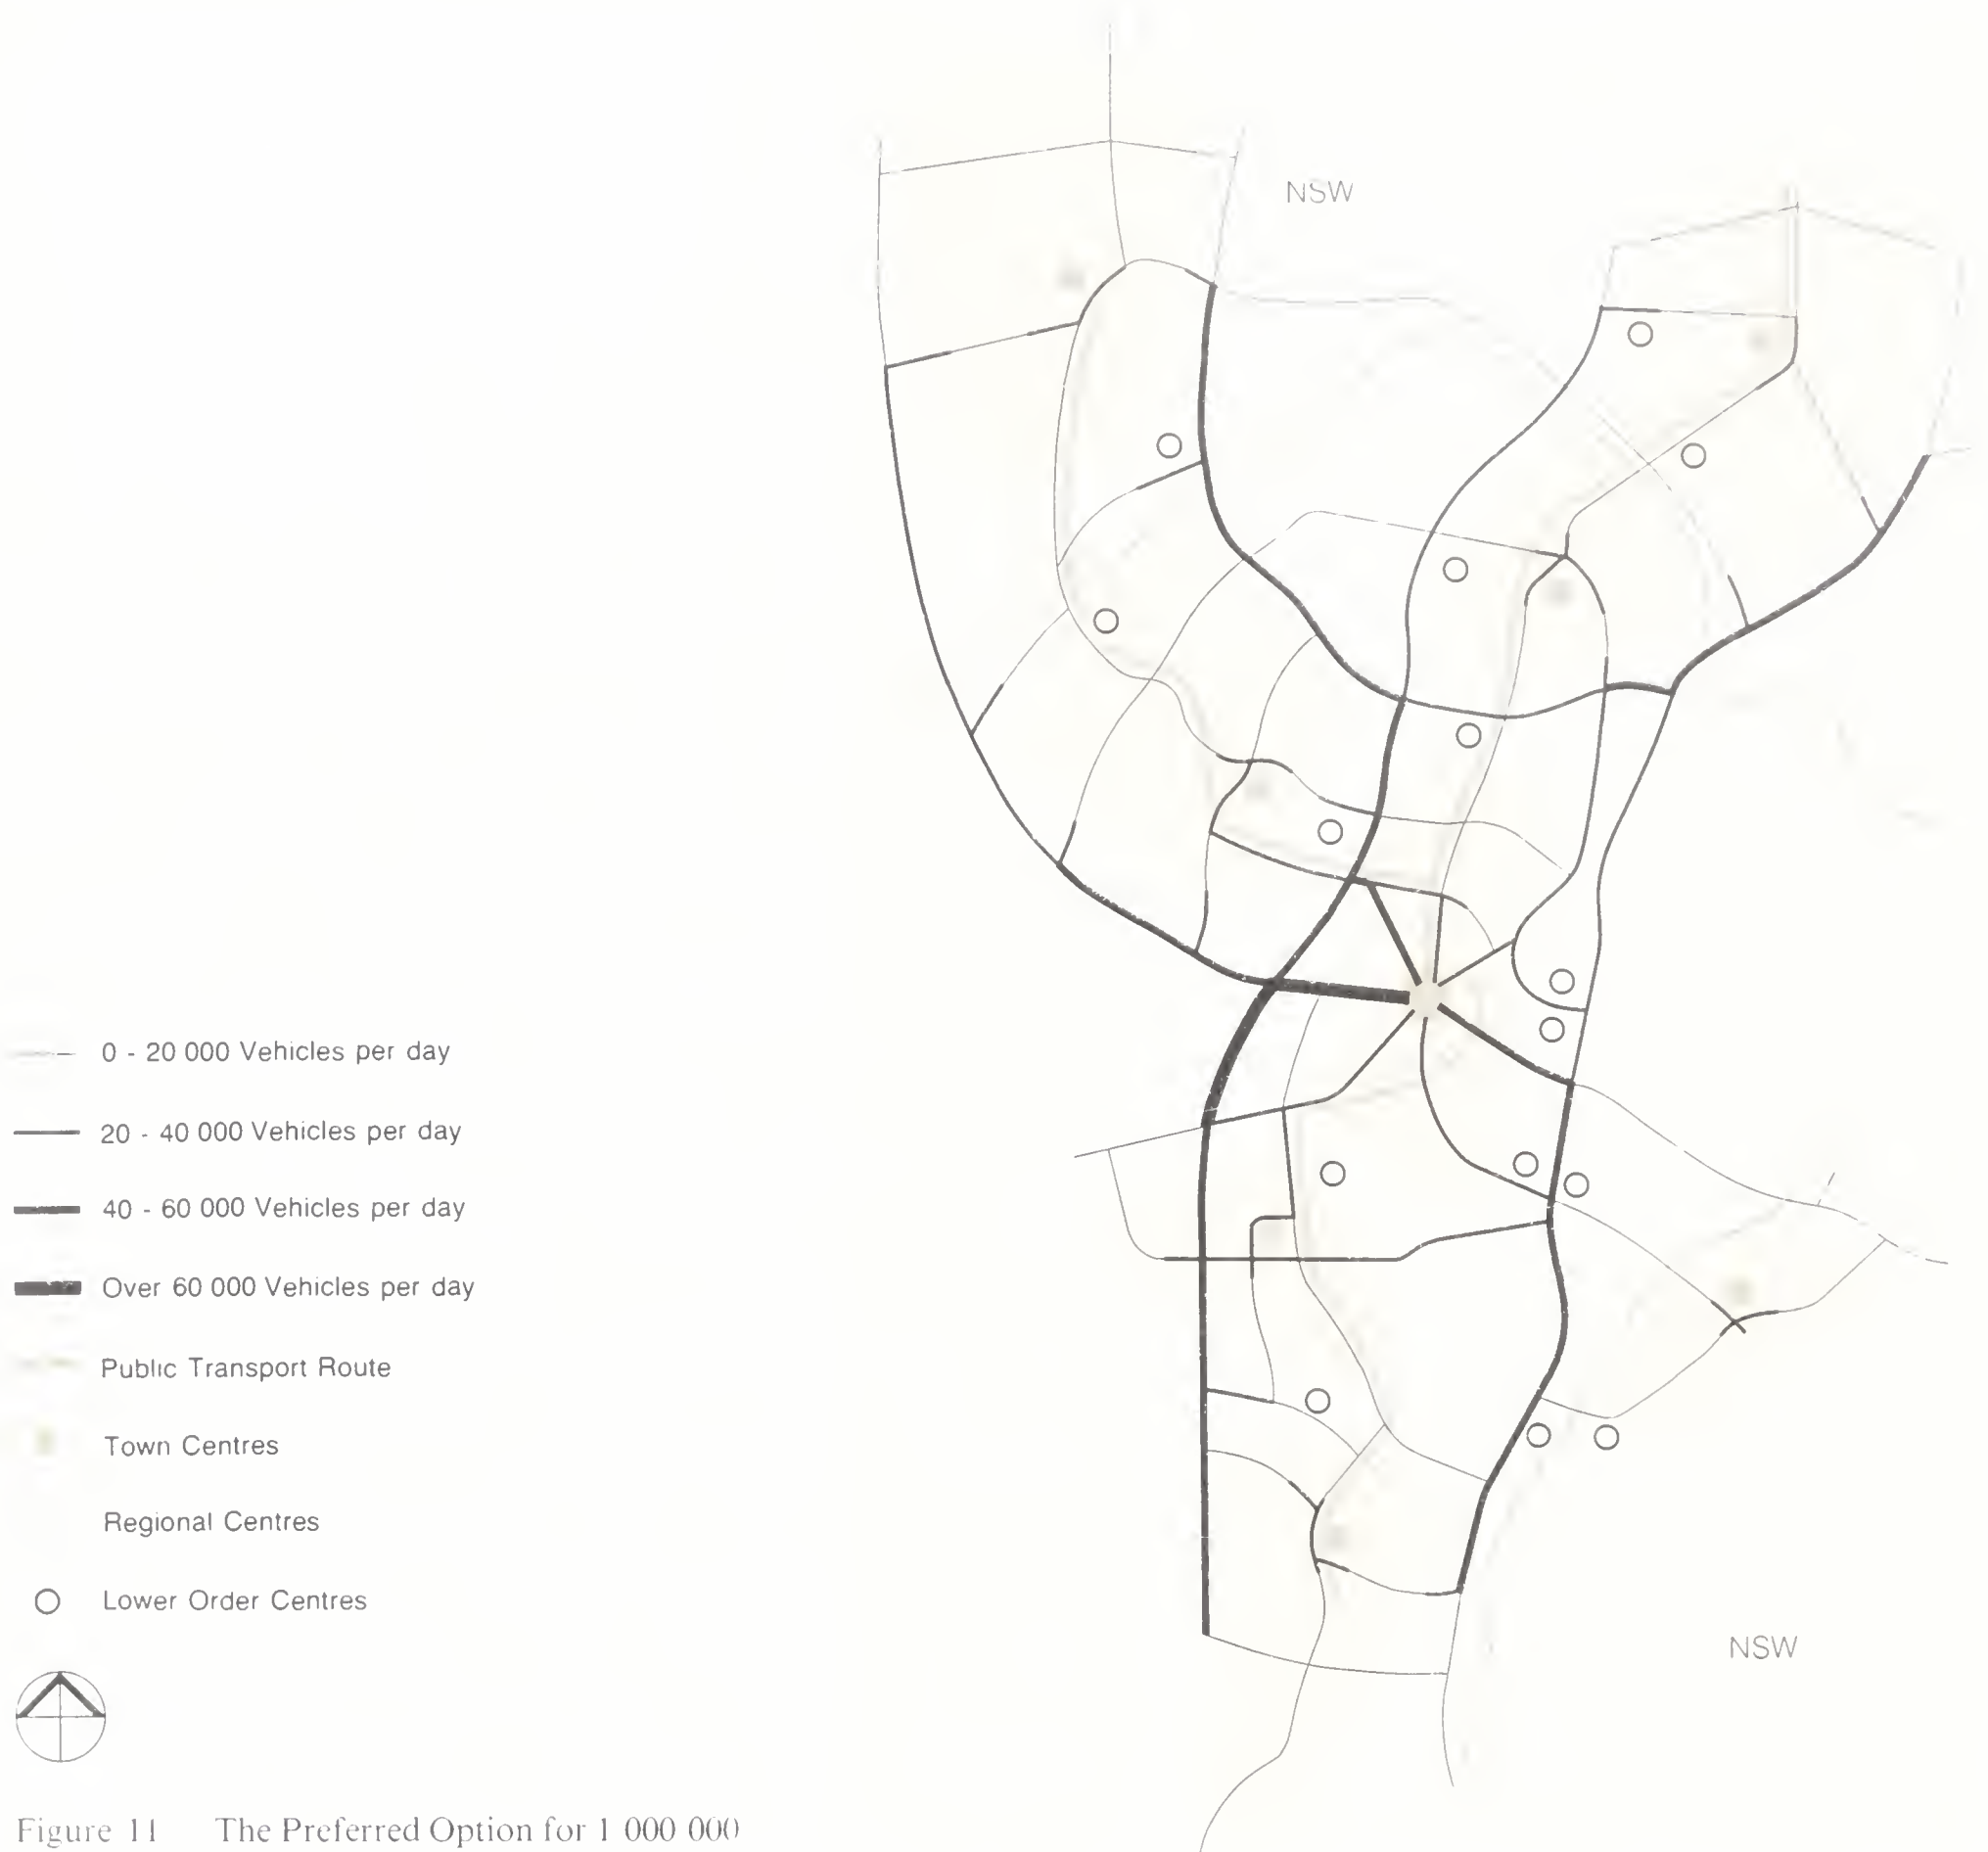 NSW
0 - 20 000 Vehicles per day
20 - 40 000 Vehicles per day
40 - 60 000 Vehicles per day
Over 60 000 Vehicles per day
Public Transport Route
Town Centres
Regional Centres
Lower Order Centres
NSW
Figure 11 The Preferred Option for 1 000 000